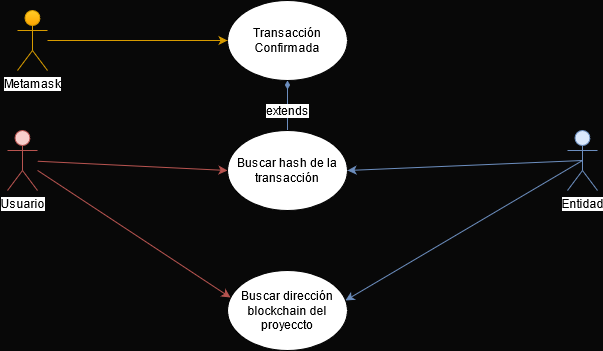 Transacción
Confirmada
Metamask
extends
Buscar hash de la
transacción
Usuario
Entidad
Buscar dirección
blockchain del
proyeccto